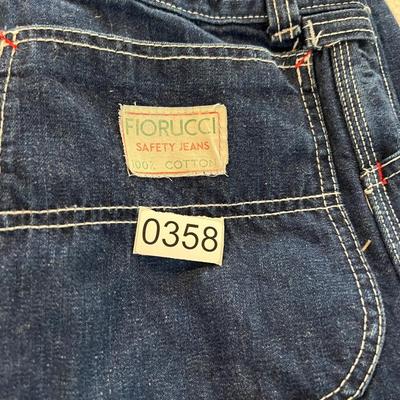 FIORUCCI
SAFETY JEANS
100% COTTON
0358